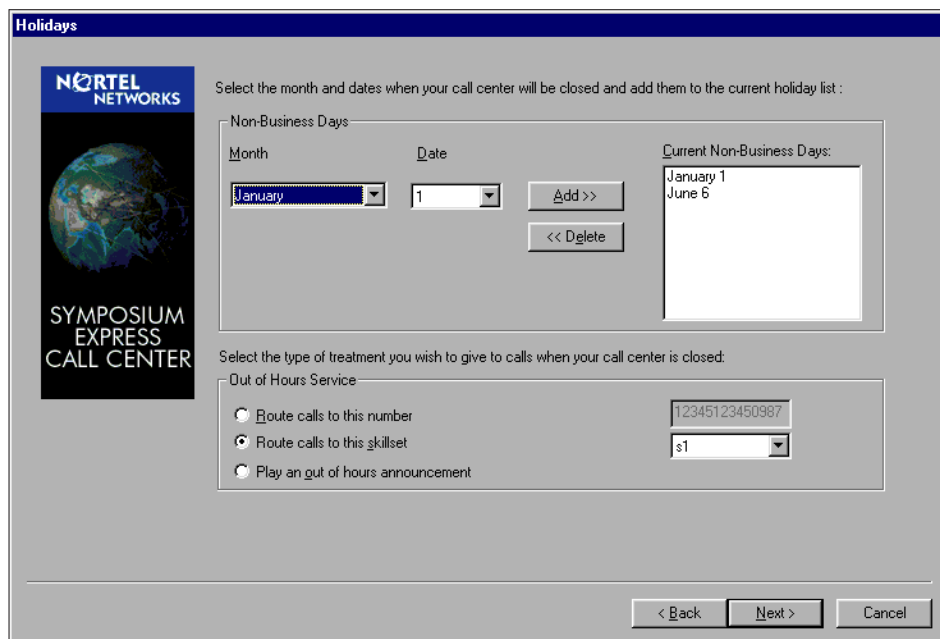 Holidays
NORTEL
NETWORKS
SYMPOSIUM
EXPRESS
CALL CENTER
Select the month and dates when your call center will be closed and add them to the current holiday list :
Non-Business Days
Month
Date
Current Non-Business Days:
January
1
Add >>
<< Delete
January 1
June 6
Select the type of treatment you wish to give to calls when your call center is closed:
Out of Hours Service
Route calls to this number
12345123450987
Route calls to this skillset
s1
Play an out of hours announcement
< Back
Next >
Cancel